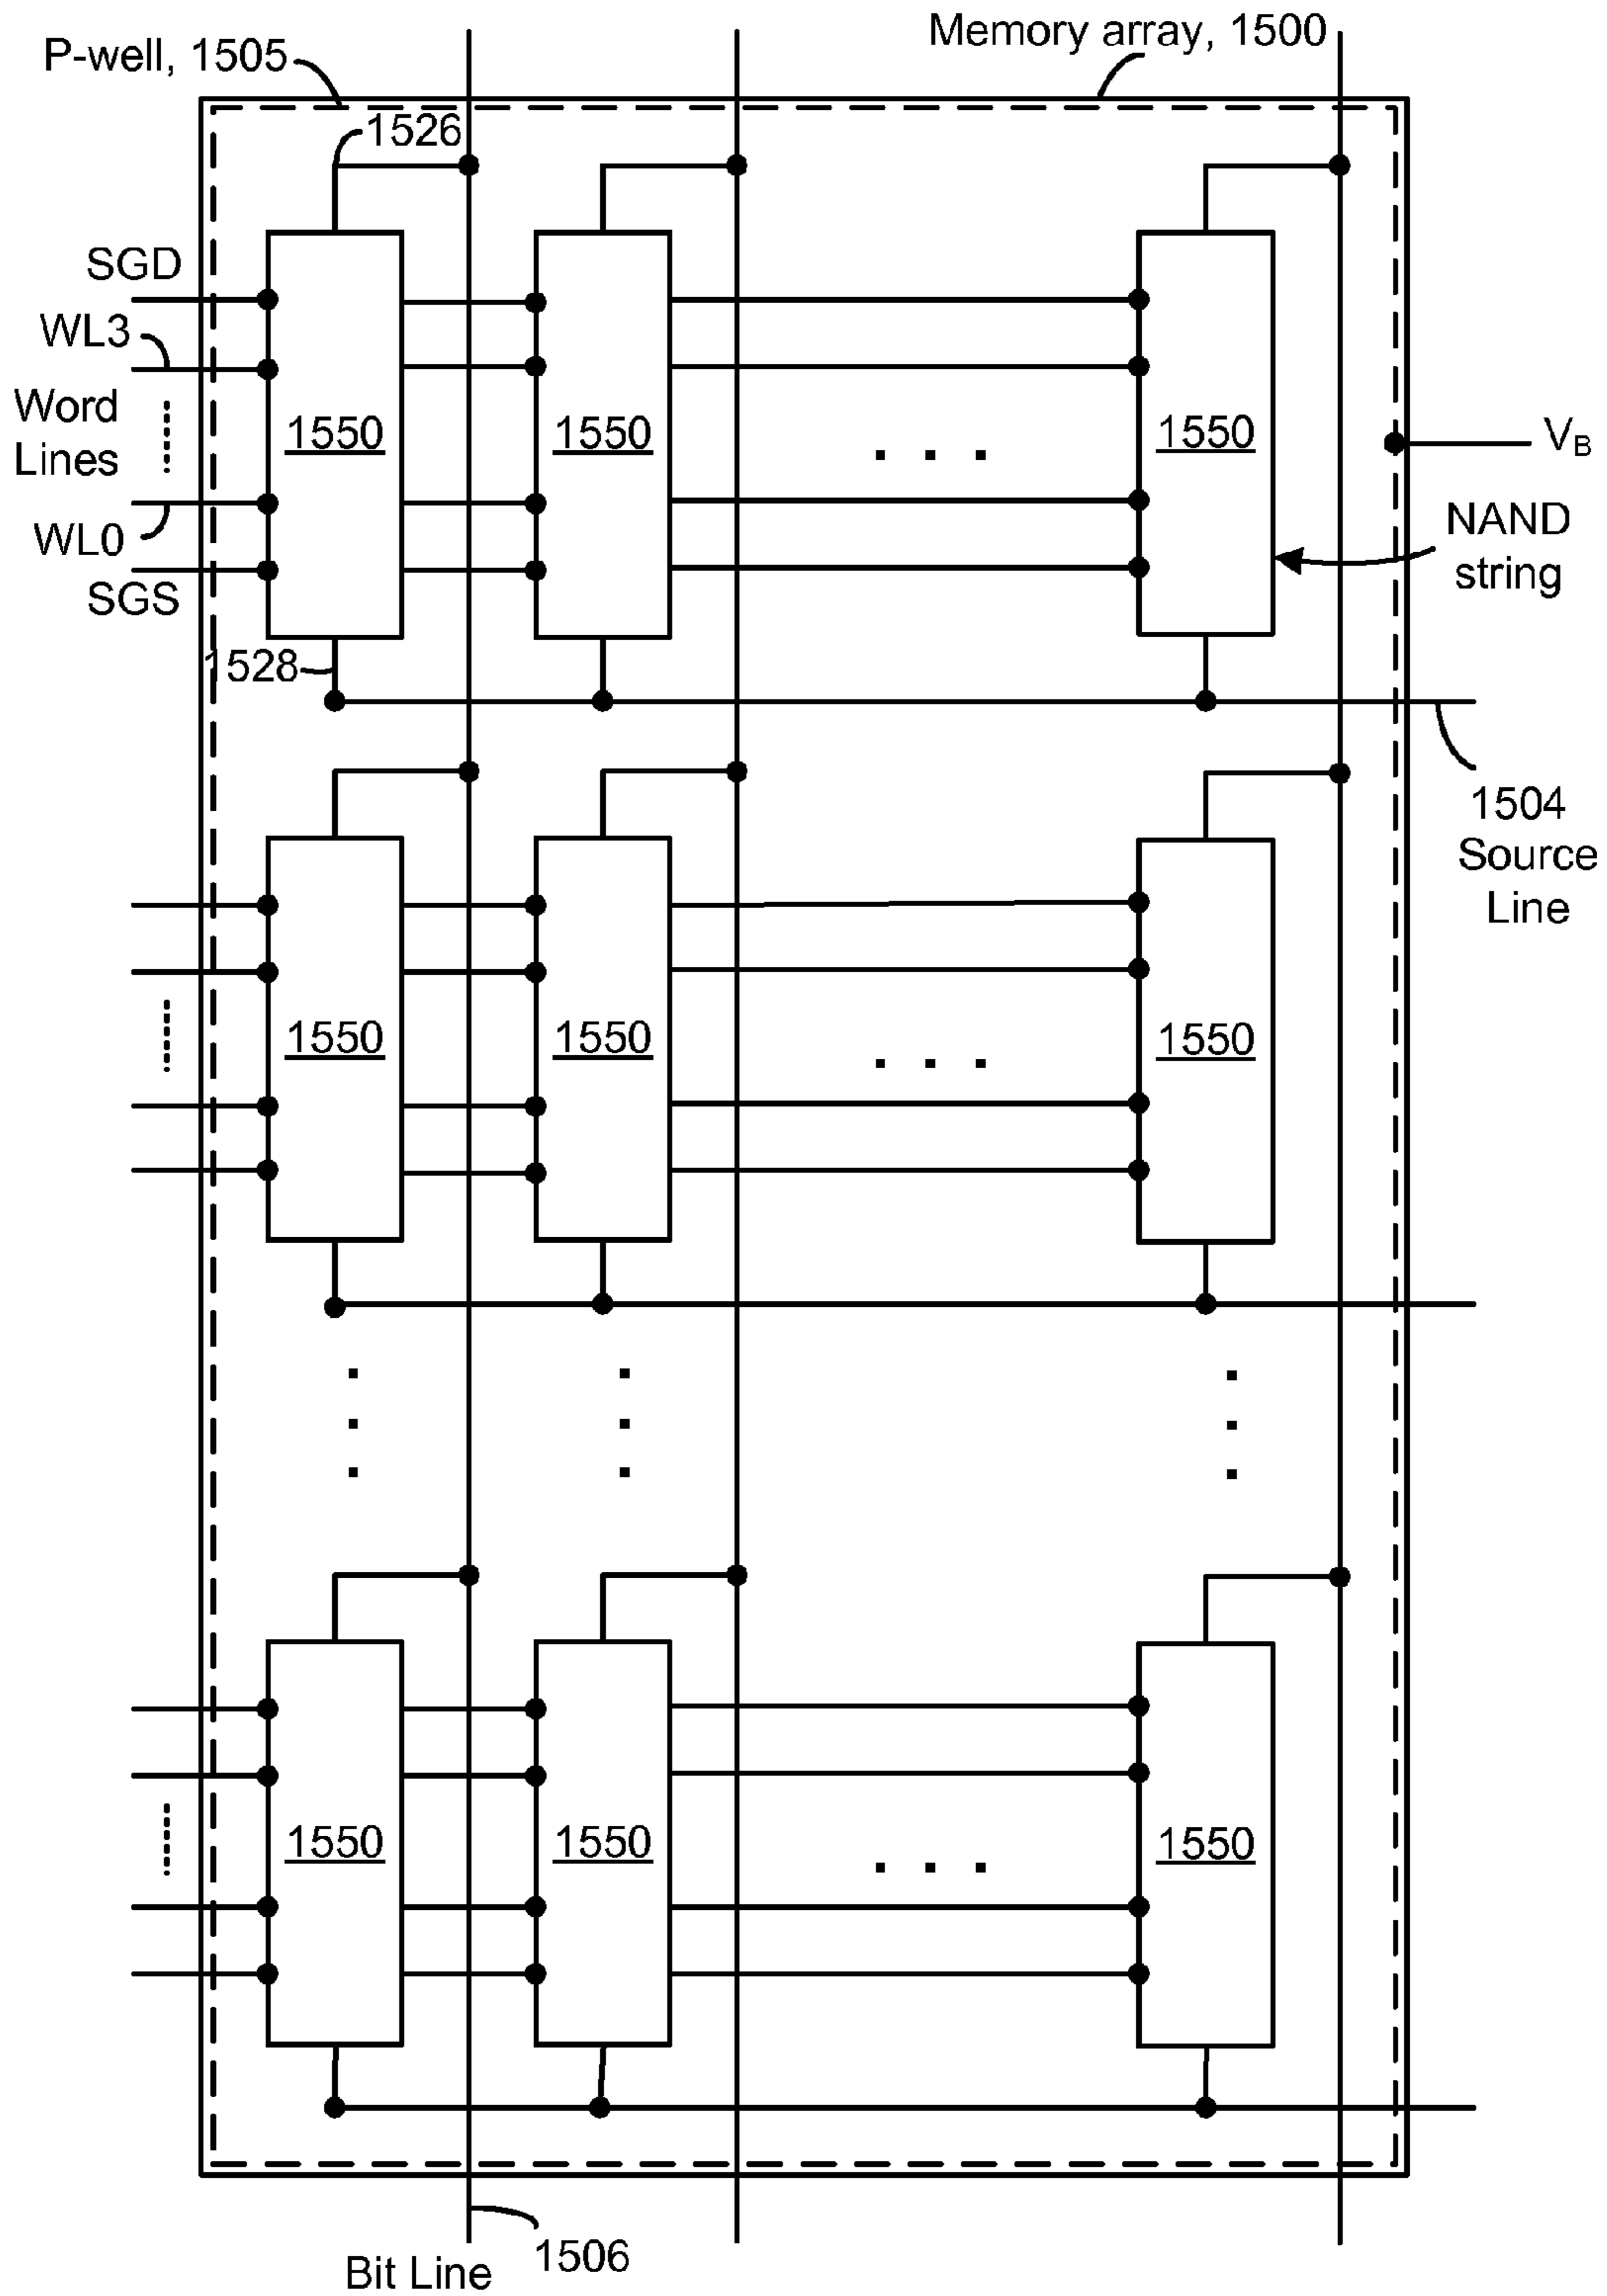 Memory array, 1500
P-well, 1505
1526
SGD
WL3
Word
Lines
WL0
SGS
1550
1550
1550
V_B
NAND
string
1528
1504
Source
Line
1550
1550
1550
1550
1550
1550
1506
Bit Line